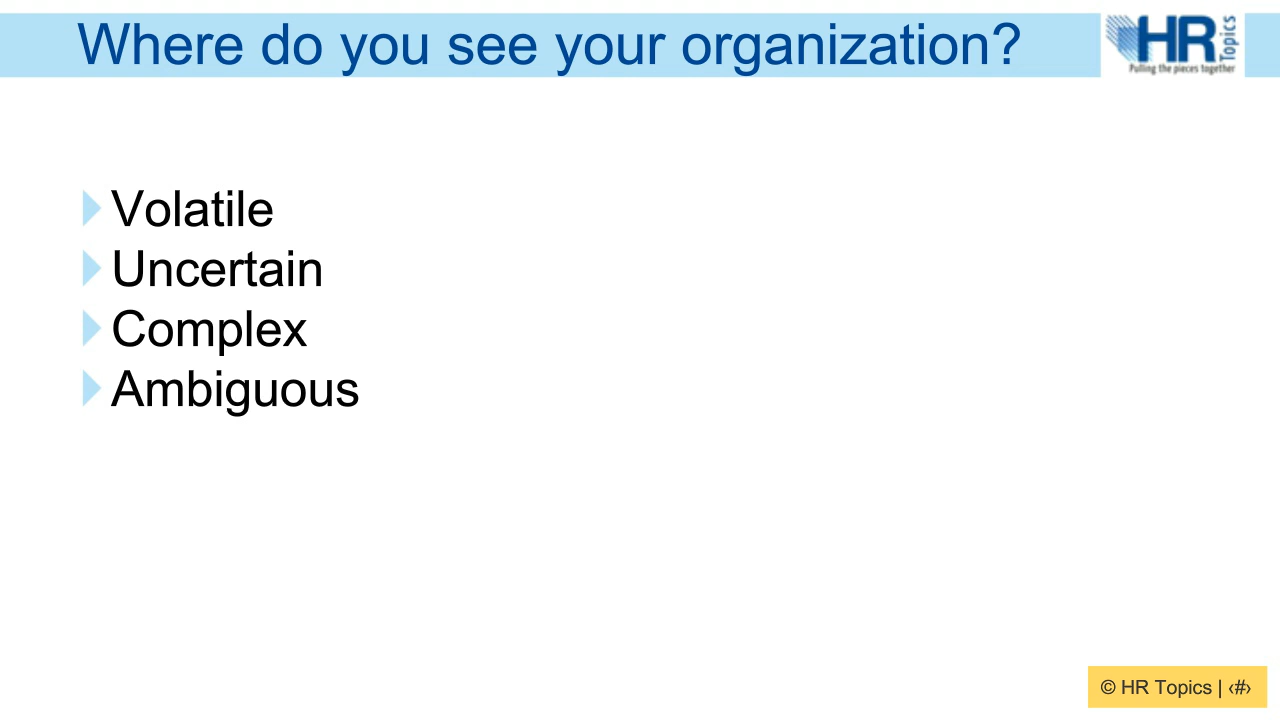 Where do you see your organization?
HR
Topics
Pulling the pieces together
Volatile
Uncertain
Complex
Ambiguous
© HR Topics | ‹#›